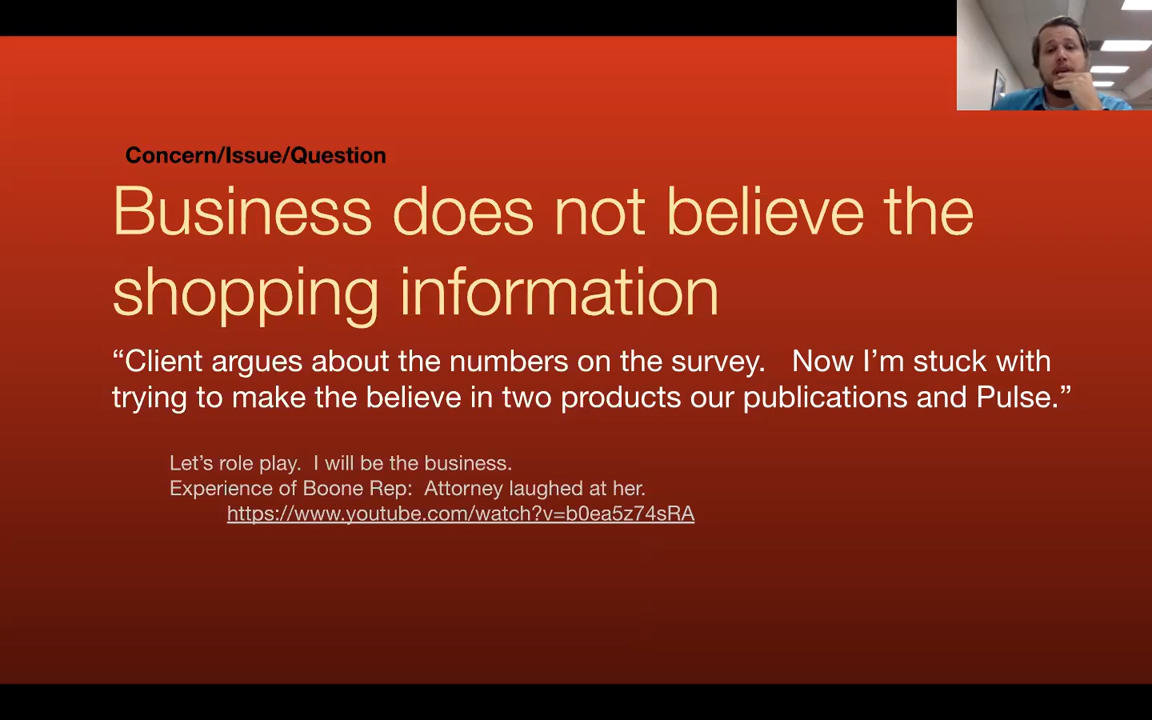 Concern/Issue/Question
Business does not believe the
shopping information
“Client argues about the numbers on the survey.   Now I’m stuck with
trying to make the believe in two products our publications and Pulse.”
Let’s role play.  I will be the business.
Experience of Boone Rep:  Attorney laughed at her.
https://www.youtube.com/watch?v=b0ea5z74sRA